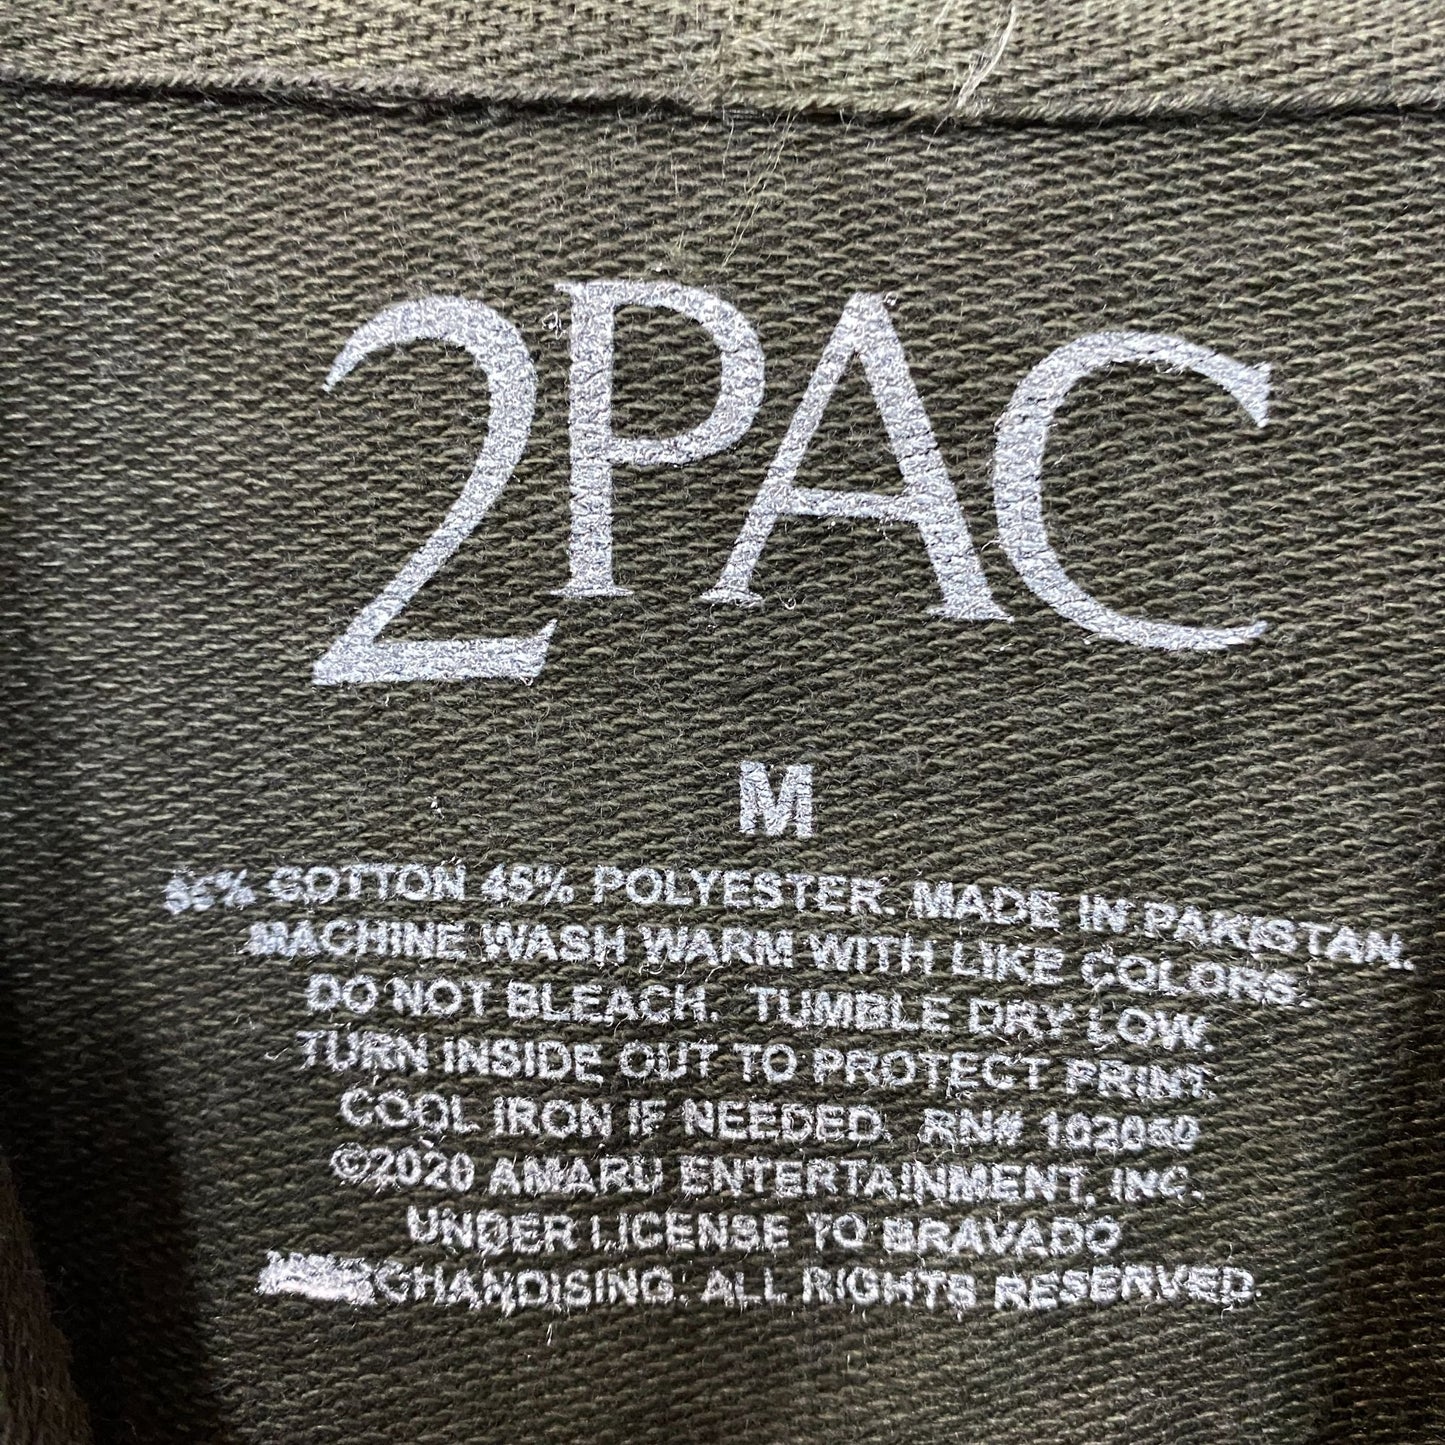 2PAC
M
55% COTTON 45% POLYESTER. MADE IN PAKISTAN.
MACHINE WASH WARM WITH LIKE COLORS.
DO NOT BLEACH. TUMBLE DRY LOW.
TURN INSIDE OUT TO PROTECT PRINT.
COOL IRON IF NEEDED. RN# 102050
©2020 AMARU ENTERTAINMENT, INC.
UNDER LICENSE TO BRAVADO
MERCHANDISING. ALL RIGHTS RESERVED.